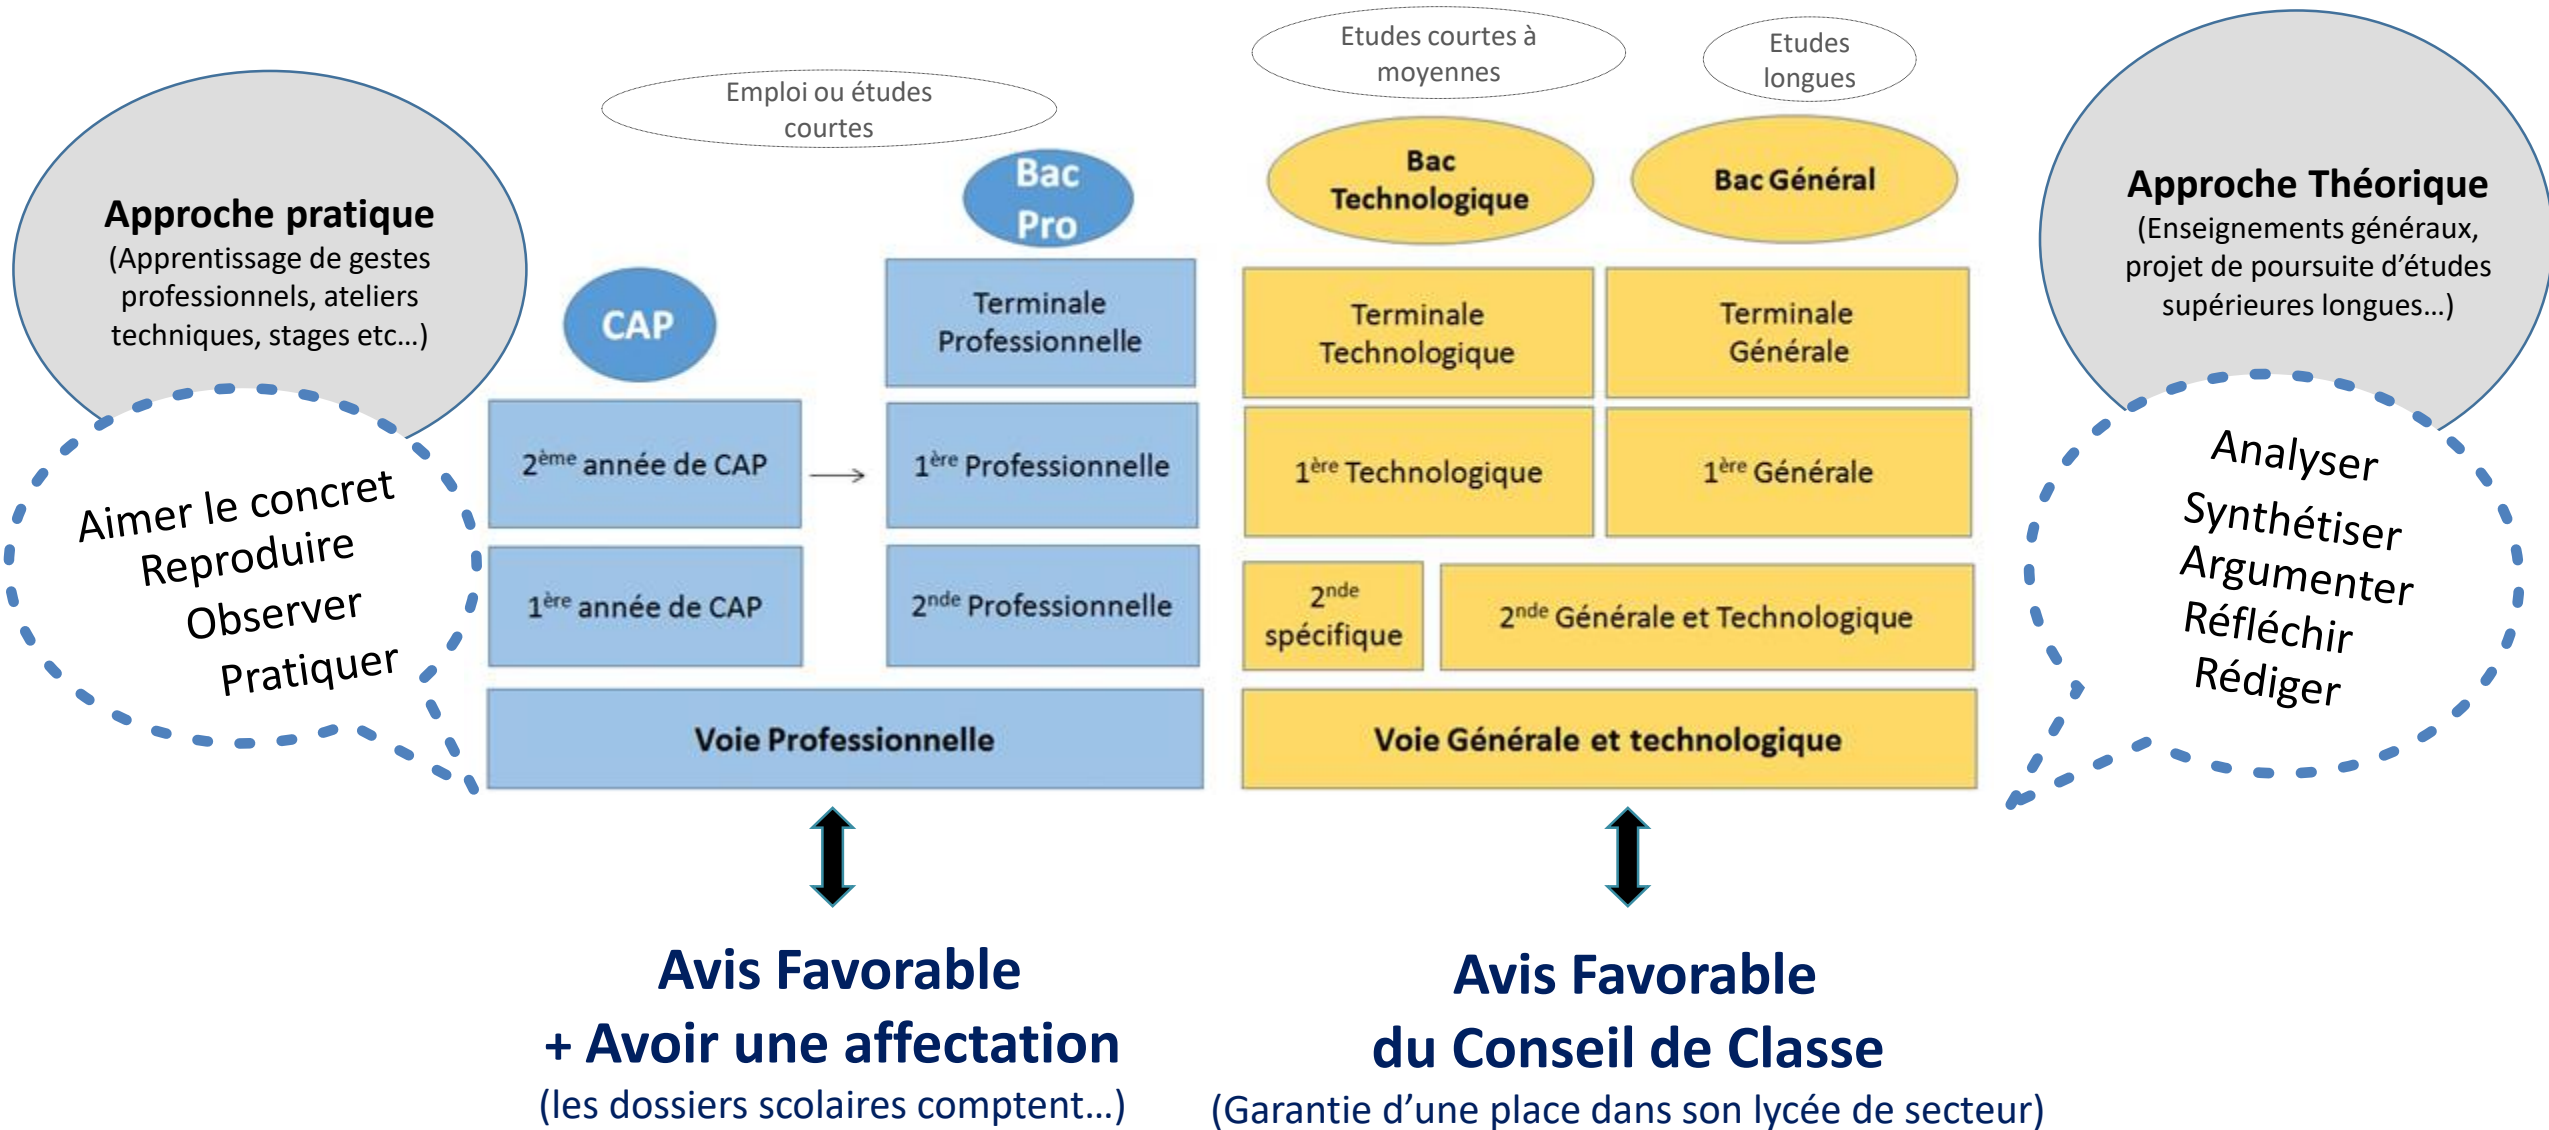 Approche pratique
(Apprentissage de gestes
professionnels, ateliers
techniques, stages etc...)
Aimer le concret
Reproduire
Observer
Pratiquer
Emploi ou études
courtes
Etudes courtes à
moyennes
Etudes
longues
CAP
Bac
Pro
Bac
Technologique
Bac Général
Terminale
Professionnelle
Terminale
Technologique
Terminale
Générale
2ème année de CAP
1ère Professionnelle
1ère Technologique
1ère Générale
1ère année de CAP
2nde Professionnelle
2nde
spécifique
2nde Générale et Technologique
Voie Professionnelle
Voie Générale et technologique
Approche Théorique
(Enseignements généraux,
projet de poursuite d’études
supérieures longues...)
Analyser
Synthétiser
Argumenter
Réfléchir
Rédiger
Avis Favorable
+ Avoir une affectation
(les dossiers scolaires comptent...)
Avis Favorable
du Conseil de Classe
(Garantie d’une place dans son lycée de secteur)